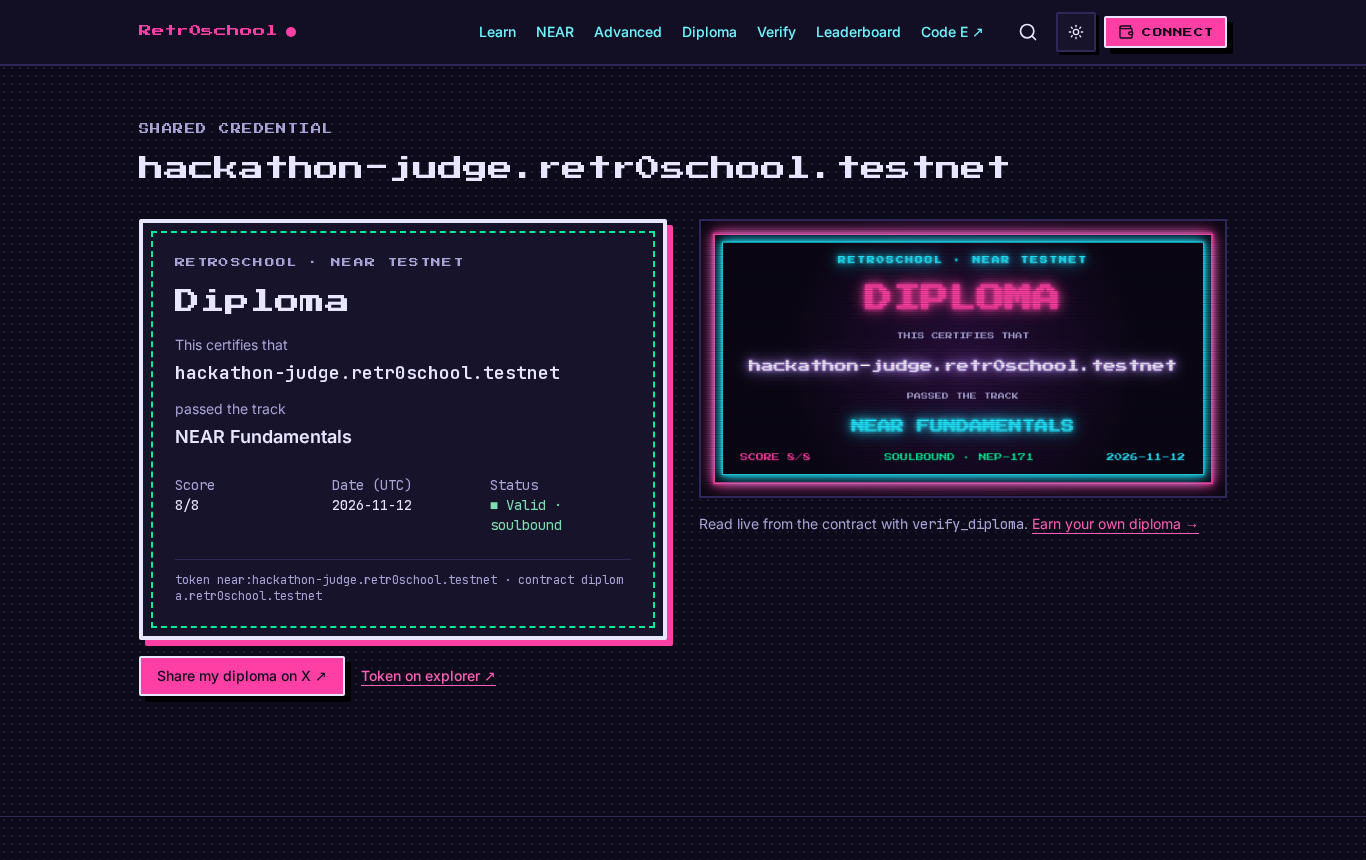 Retr0school
Learn NEAR Advanced Diploma Verify Leaderboard Code E ↗ CONNECT
SHARED CREDENTIAL
hackathon-judge.retr0school.testnet
RETR0SCHOOL · NEAR TESTNET
Diploma
This certifies that
hackathon-judge.retr0school.testnet
passed the track
NEAR Fundamentals
Score Date (UTC) Status
8/8 2026-11-12 ■ Valid ·
soulbound
token near:hackathon-judge.retr0school.testnet · contract diplom
a.retr0school.testnet
Share my diploma on X ↗ Token on explorer ↗
RETR0SCHOOL · NEAR TESTNET
DIPLOMA
THIS CERTIFIES THAT
hackathon-judge.retr0school.testnet
PASSED THE TRACK
NEAR FUNDAMENTALS
SCORE 8/8 SOULBOUND · NEP-171 2026-11-12
Read live from the contract with verify_diploma. Earn your own diploma →